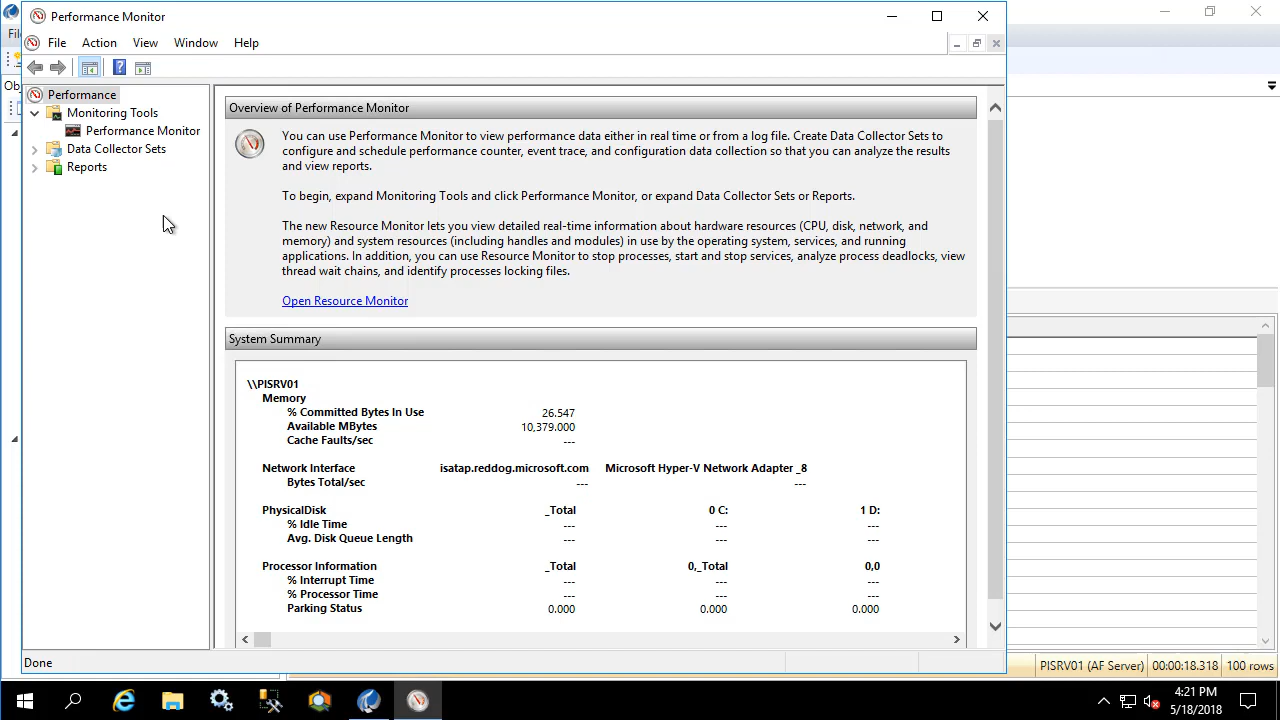 Performance Monitor
Fil
File Action View Window Help
Ob
Performance
Monitoring Tools
Performance Monitor
Data Collector Sets
Reports
Overview of Performance Monitor
You can use Performance Monitor to view performance data either in real time or from a log file. Create Data Collector Sets to
configure and schedule performance counter, event trace, and configuration data collection so that you can analyze the results
and view reports.
To begin, expand Monitoring Tools and click Performance Monitor, or expand Data Collector Sets or Reports.
The new Resource Monitor lets you view detailed real-time information about hardware resources (CPU, disk, network, and
memory) and system resources (including handles and modules) in use by the operating system, services, and running
applications. In addition, you can use Resource Monitor to stop processes, start and stop services, analyze process deadlocks, view
thread wait chains, and identify processes locking files.
Open Resource Monitor
System Summary
\\PISRV01
Memory
% Committed Bytes In Use 26.547
Available MBytes 10,379.000
Cache Faults/sec ---
Network Interface isatap.reddog.microsoft.com Microsoft Hyper-V Network Adapter _8
Bytes Total/sec --- ---
PhysicalDisk _Total 0 C: 1 D:
% Idle Time --- --- ---
Avg. Disk Queue Length --- --- ---
Processor Information _Total 0,_Total 0,0
% Interrupt Time --- --- ---
% Processor Time --- --- ---
Parking Status 0.000 0.000 0.000
Done
PISRV01 (AF Server) 00:00:18.318 100 rows
4:21 PM
5/18/2018